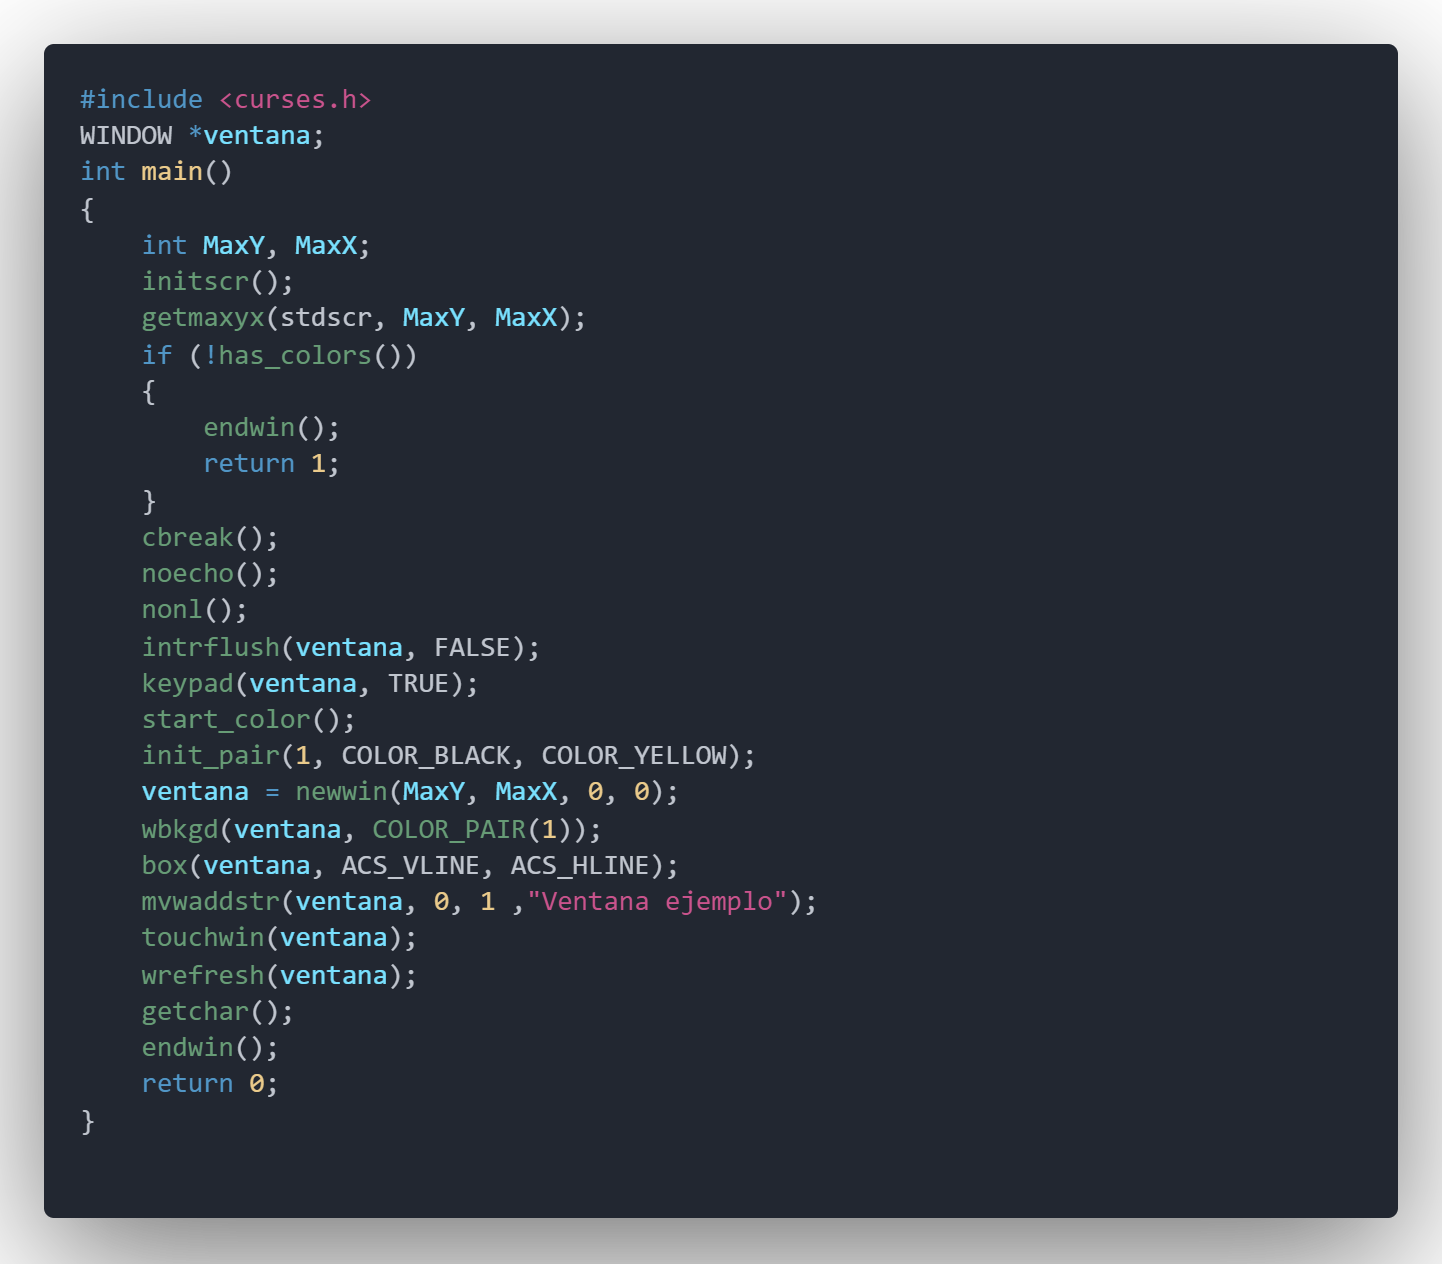 #include <curses.h>
WINDOW *ventana;
int main()
{
    int MaxY, MaxX;
    initscr();
    getmaxyx(stdscr, MaxY, MaxX);
    if (!has_colors())
    {
        endwin();
        return 1;
    }
    cbreak();
    noecho();
    nonl();
    intrflush(ventana, FALSE);
    keypad(ventana, TRUE);
    start_color();
    init_pair(1, COLOR_BLACK, COLOR_YELLOW);
    ventana = newwin(MaxY, MaxX, 0, 0);
    wbkgd(ventana, COLOR_PAIR(1));
    box(ventana, ACS_VLINE, ACS_HLINE);
    mvwaddstr(ventana, 0, 1 ,"Ventana ejemplo");
    touchwin(ventana);
    wrefresh(ventana);
    getchar();
    endwin();
    return 0;
}